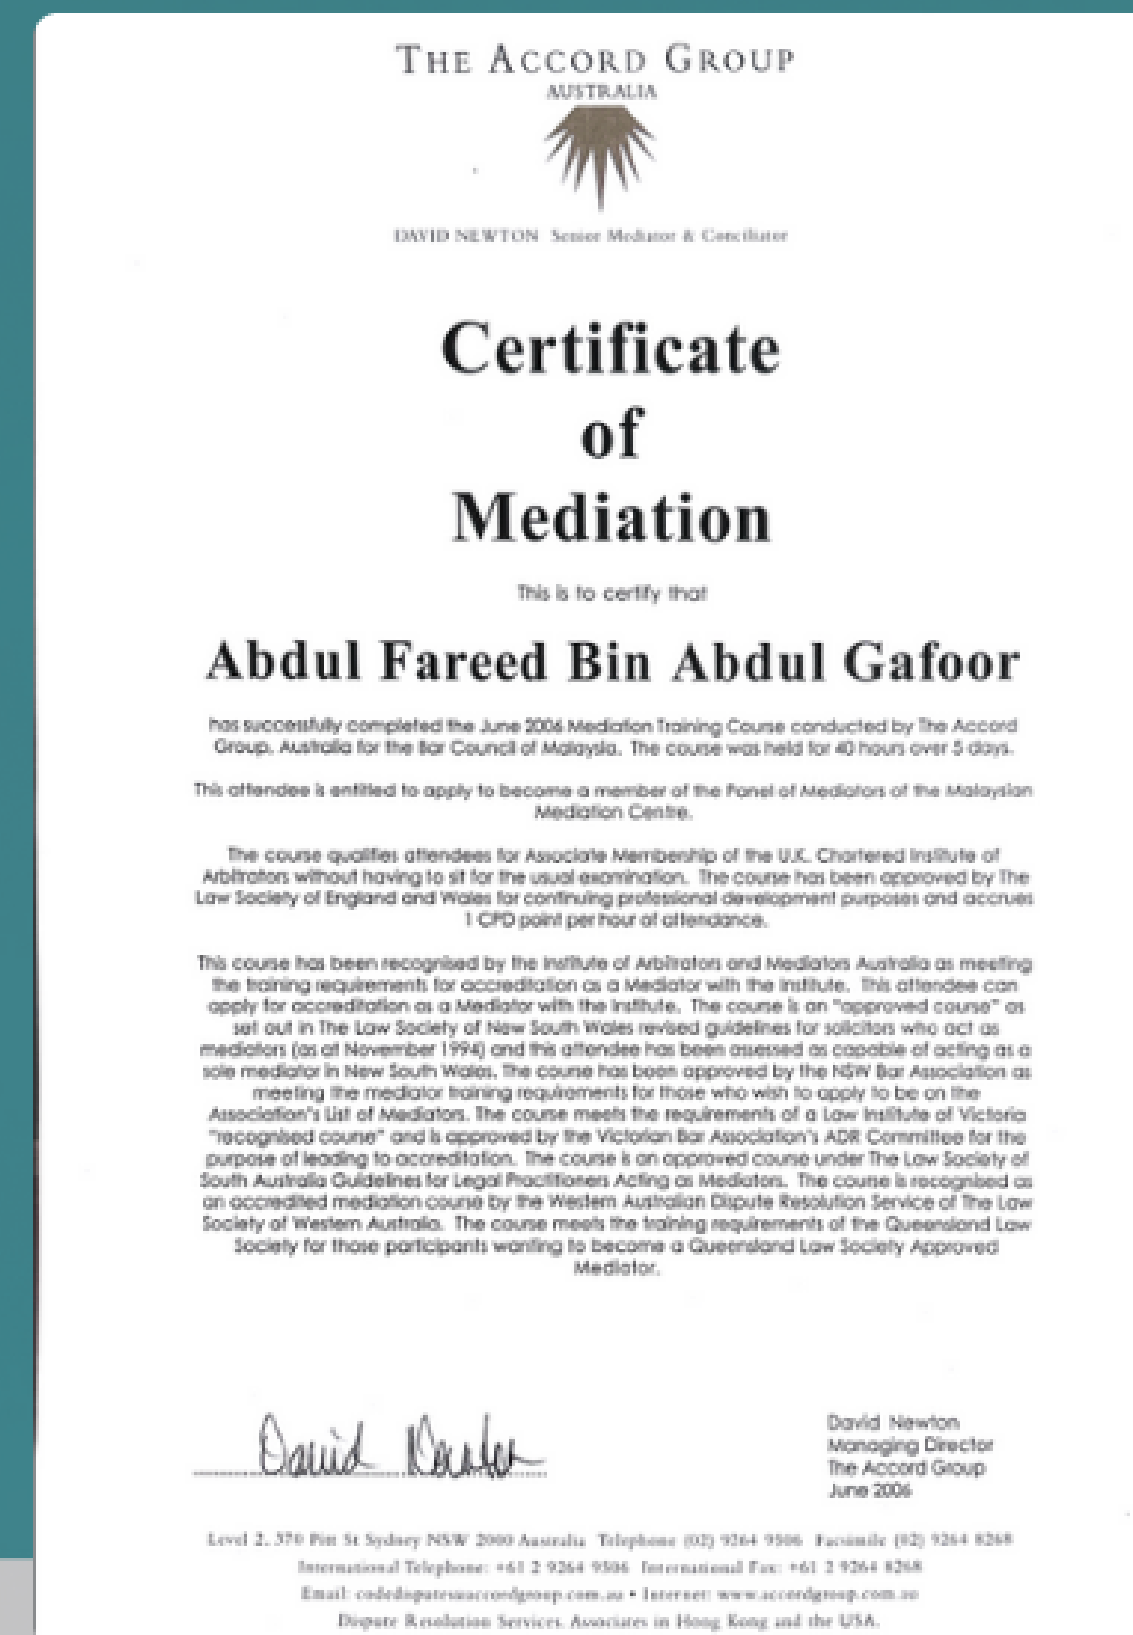 THE ACCORD GROUP
AUSTRALIA
DAVID NEWTON Senior Mediator & Conciliator
Certificate
of
Mediation
This is to certify that
Abdul Fareed Bin Abdul Gafoor
has successfully completed the June 2006 Mediation Training Course conducted by The Accord
Group, Australia for the Bar Council of Malaysia. The course was held for 40 hours over 5 days.
This attendee is entitled to apply to become a member of the Panel of Mediators of the Malaysian
Mediation Centre.
The course qualifies attendees for Associate Membership of the U.K. Chartered Institute of
Arbitrators without having to sit for the usual examination. The course has been approved by The
Law Society of England and Wales for continuing professional development purposes and accrues
1 CPD point per hour of attendance.
This course has been recognised by the Institute of Arbitrators and Mediators Australia as meeting
the training requirements for accreditation as a Mediator with the Institute. This attendee can
apply for accreditation as a Mediator with the Institute. The course is an "approved course" as
set out in The Law Society of New South Wales revised guidelines for solicitors who act as
mediators (as at November 1994) and this attendee has been assessed as capable of acting as a
sole mediator in New South Wales. The course has been approved by the NSW Bar Association as
meeting the mediator training requirements for those who wish to apply to be on the
Association's List of Mediators. The course meets the requirements of a Law Institute of Victoria
"recognised course" and is approved by the Victorian Bar Association's ADR Committee for the
purpose of leading to accreditation. The course is an approved course under The Law Society of
South Australia Guidelines for Legal Practitioners Acting as Mediators. The course is recognised as
an accredited mediation course by the Western Australian Dispute Resolution Service of The Law
Society of Western Australia. The course meets the training requirements of the Queensland Law
Society for those participants wanting to become a Queensland Law Society Approved
Mediator.
David Newton
David Newton
Managing Director
The Accord Group
June 2006
Level 2, 370 Pitt St Sydney NSW 2000 Australia Telephone (02) 9264 9506 Facsimile (02) 9264 8268
International Telephone: +61 2 9264 9506 International Fax: +61 2 9264 8268
Email: • Internet: www.accordgroup.com.au
Dispute Resolution Services. Associates in Hong Kong and the USA.